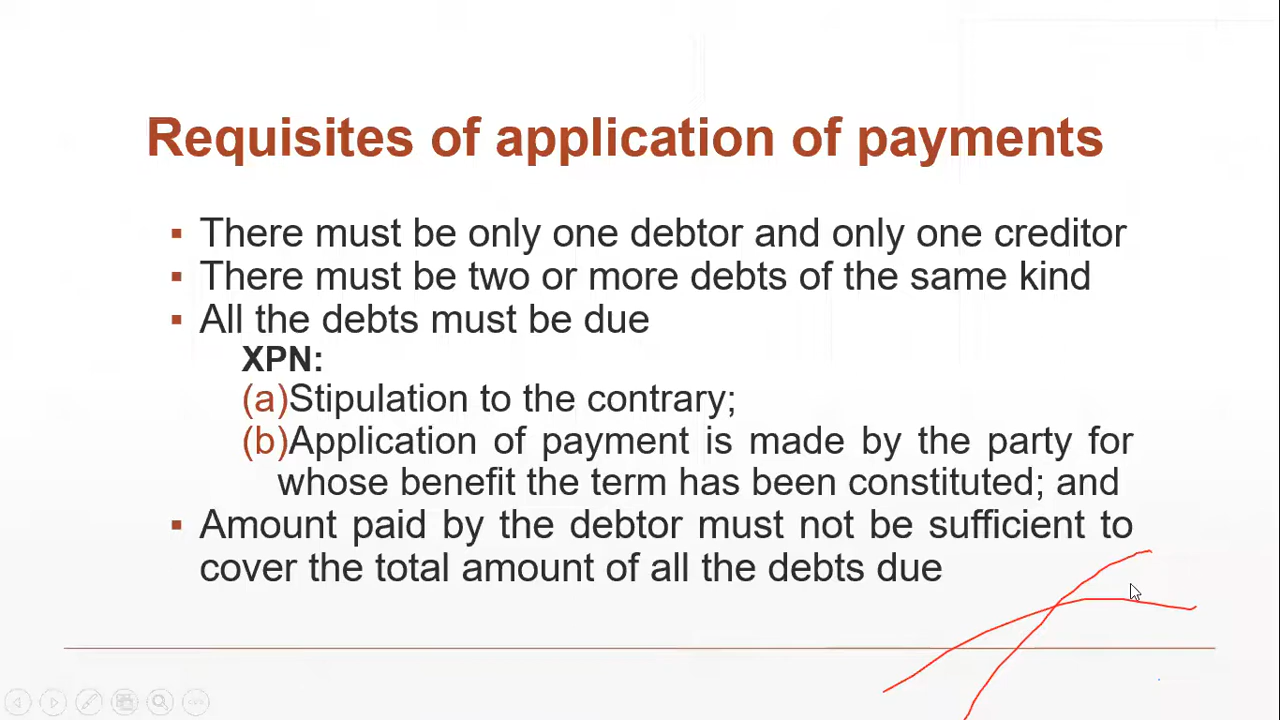 Requisites of application of payments
▪ There must be only one debtor and only one creditor
▪ There must be two or more debts of the same kind
▪ All the debts must be due
XPN:
(a)Stipulation to the contrary;
(b)Application of payment is made by the party for
whose benefit the term has been constituted; and
▪ Amount paid by the debtor must not be sufficient to
cover the total amount of all the debts due